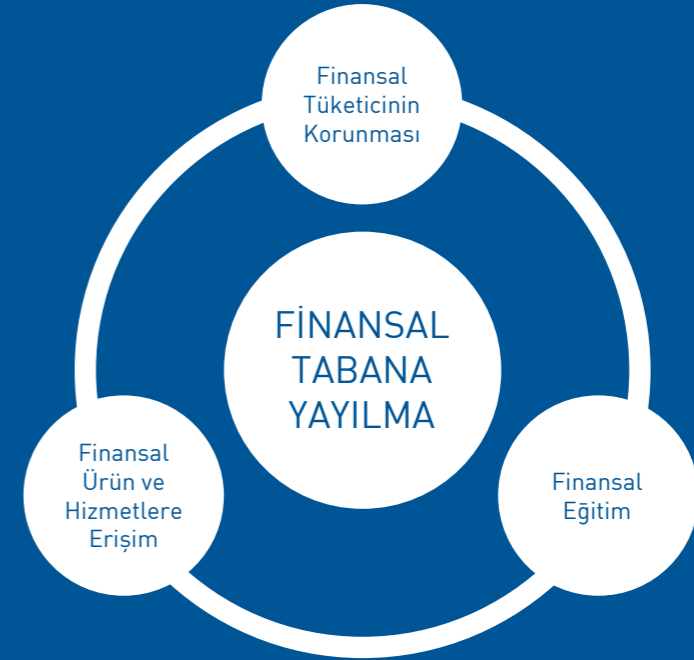 Finansal
Tüketicinin
Korunması
FİNANSAL
TABANA
YAYILMA
Finansal
Ürün ve
Hizmetlere
Erişim
Finansal
Eğitim